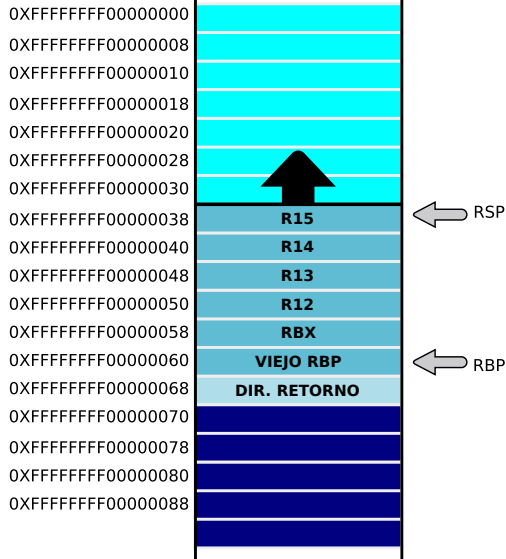 0XFFFFFFFF00000000
0XFFFFFFFF00000008
0XFFFFFFFF00000010
0XFFFFFFFF00000018
0XFFFFFFFF00000020
0XFFFFFFFF00000028
0XFFFFFFFF00000030
0XFFFFFFFF00000038 R15 RSP
0XFFFFFFFF00000040 R14
0XFFFFFFFF00000048 R13
0XFFFFFFFF00000050 R12
0XFFFFFFFF00000058 RBX
0XFFFFFFFF00000060 VIEJO RBP RBP
0XFFFFFFFF00000068 DIR. RETORNO
0XFFFFFFFF00000070
0XFFFFFFFF00000078
0XFFFFFFFF00000080
0XFFFFFFFF00000088